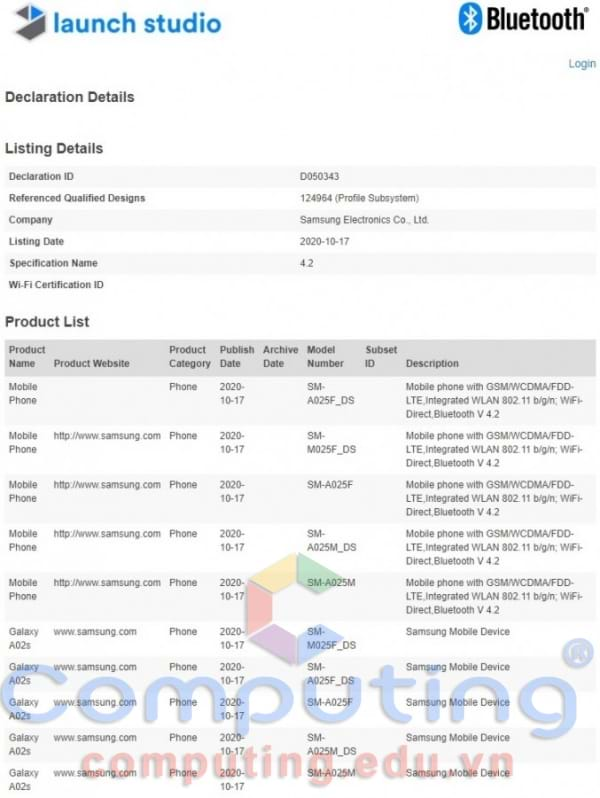 launch studio
Bluetooth®
Login
Declaration Details
Listing Details
Declaration ID D050343
Referenced Qualified Designs 124964 (Profile Subsystem)
Company Samsung Electronics Co., Ltd.
Listing Date 2020-10-17
Specification Name 4.2
Wi-Fi Certification ID
Product List
Product Product Publish Archive Model Subset
Name Product Website Category Date Date Number ID Description
Mobile Phone 2020- SM- Mobile phone with GSM/WCDMA/FDD-
Phone 10-17 A025F_DS LTE,Integrated WLAN 802.11 b/g/n; WiFi-
Direct,Bluetooth V 4.2
Mobile http://www.samsung.com Phone 2020- SM- Mobile phone with GSM/WCDMA/FDD-
Phone 10-17 M025F_DS LTE,Integrated WLAN 802.11 b/g/n; WiFi-
Direct,Bluetooth V 4.2
Mobile http://www.samsung.com Phone 2020- SM-A025F Mobile phone with GSM/WCDMA/FDD-
Phone 10-17 LTE,Integrated WLAN 802.11 b/g/n; WiFi-
Direct,Bluetooth V 4.2
Mobile http://www.samsung.com Phone 2020- SM- Mobile phone with GSM/WCDMA/FDD-
Phone 10-17 A025M_DS LTE,Integrated WLAN 802.11 b/g/n; WiFi-
Direct,Bluetooth V 4.2
Mobile http://www.samsung.com Phone 2020- SM-A025M Mobile phone with GSM/WCDMA/FDD-
Phone 10-17 LTE,Integrated WLAN 802.11 b/g/n; WiFi-
Direct,Bluetooth V 4.2
Galaxy www.samsung.com Phone 2020- SM- Samsung Mobile Device
A02s 10-17 M025F_DS
Galaxy www.samsung.com Phone 2020- SM- Samsung Mobile Device
A02s 10-17 A025F_DS
Galaxy www.samsung.com Phone 2020- SM-A025F Samsung Mobile Device
A02s 10-17
Galaxy www.samsung.com Phone 2020- SM- Samsung Mobile Device
A02s 10-17 A025M_DS
Galaxy www.samsung.com Phone 2020- SM-A025M Samsung Mobile Device
A02s 10-17
Computing®
computing.edu.vn